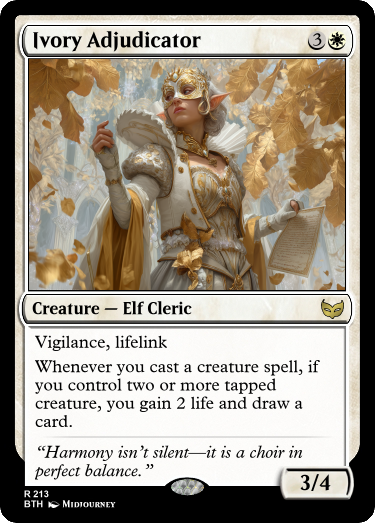 Ivory Adjudicator 3
Creature — Elf Cleric
Vigilance, lifelink
Whenever you cast a creature spell, if
you control two or more tapped
creature, you gain 2 life and draw a
card.
“Harmony isn’t silent—it is a choir in
perfect balance.”
3/4
R 213
BTH MIDJOURNEY